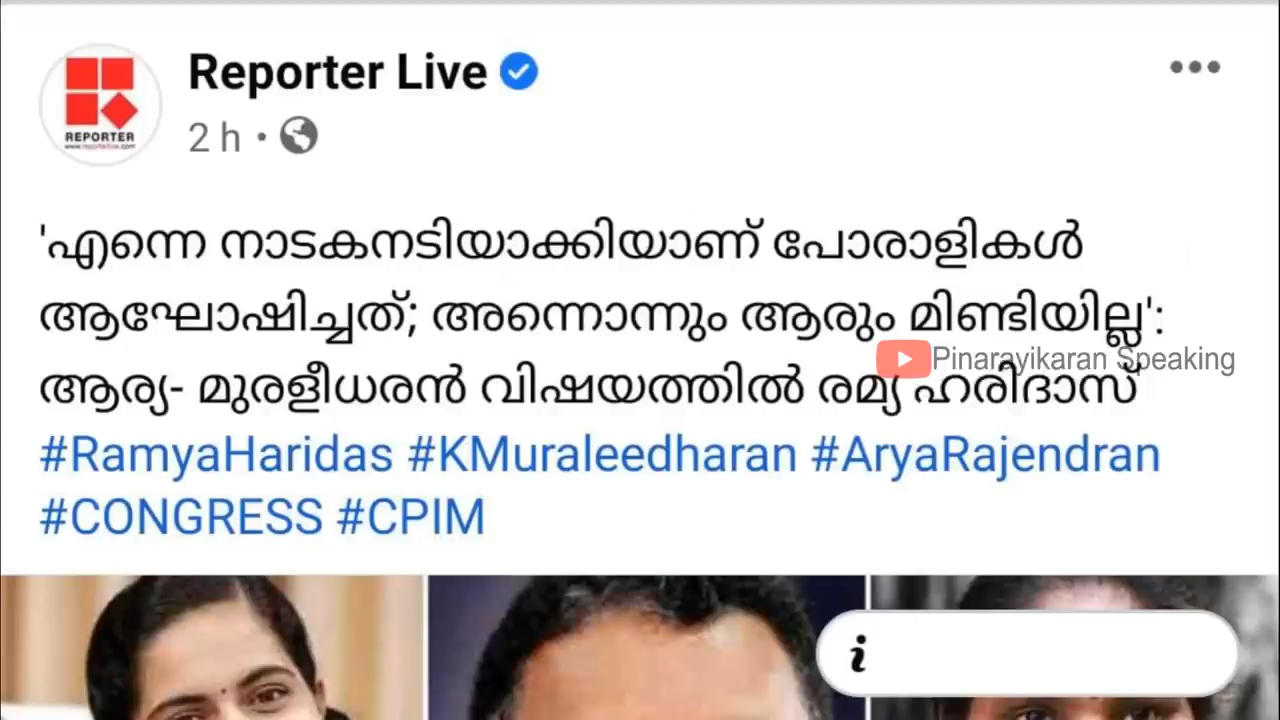 Reporter Live
2 h
REPORTER
'എന്നെ നാടകനടിയാക്കിയാണ് പോരാളികൾ
ആഘോഷിച്ചത്; അന്നൊന്നും ആരും മിണ്ടിയില്ല':
Pinarayikaran Speaking
ആര്യ- മുരളീധരൻ വിഷയത്തിൽ രമ്യ ഹരിദാസ്
#RamyaHaridas #KMuraleedharan #AryaRajendran
#CONGRESS #CPIM
i